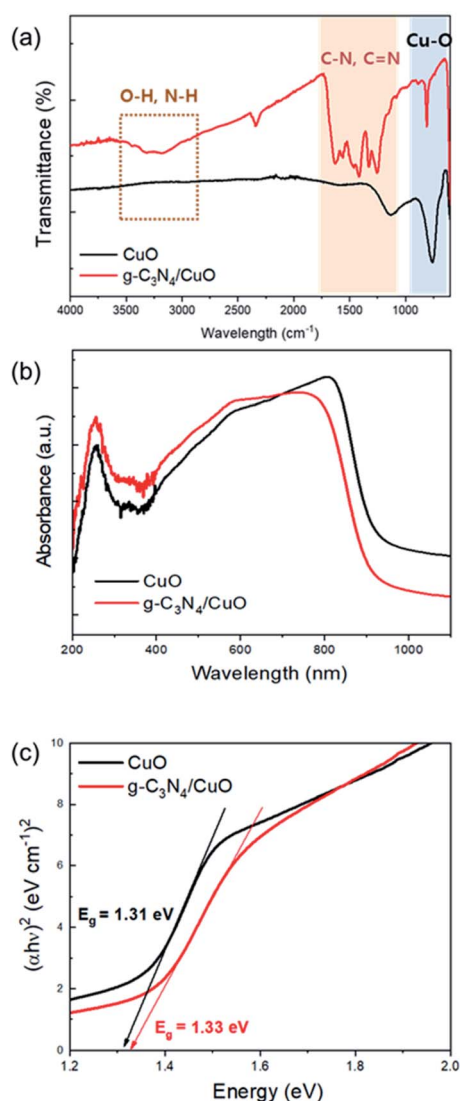 (a)
C-N, C=N
Cu-O
O-H, N-H
Transmittance (%)
CuO
g-C₃N₄/CuO
4000 3500 3000 2500 2000 1500 1000
Wavelength (cm⁻¹)
(b)
Absorbance (a.u.)
CuO
g-C₃N₄/CuO
200 400 600 800 1000
Wavelength (nm)
(c)
10
CuO
g-C₃N₄/CuO
8
6
(αhν)² (eV cm⁻¹)²
E_g = 1.31 eV
4
2
E_g = 1.33 eV
0
1.2 1.4 1.6 1.8 2.0
Energy (eV)